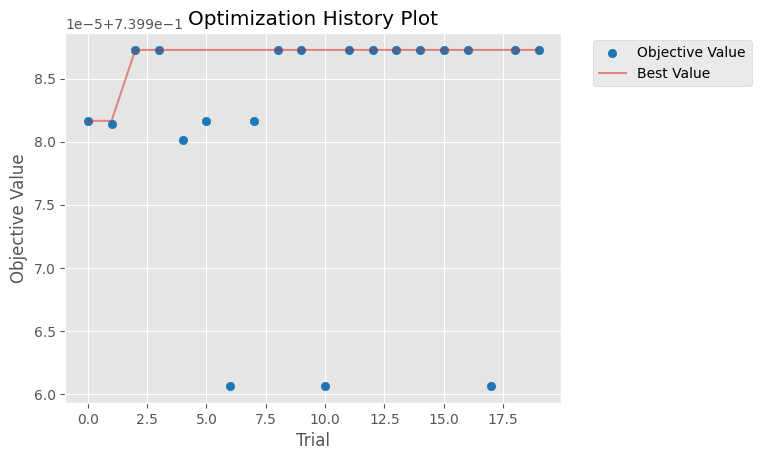 Optimization History Plot
1e−5+7.399e−1
Objective Value
Best Value
8.5
8.0
7.5
7.0
6.5
6.0
Objective Value
0.0 2.5 5.0 7.5 10.0 12.5 15.0 17.5
Trial